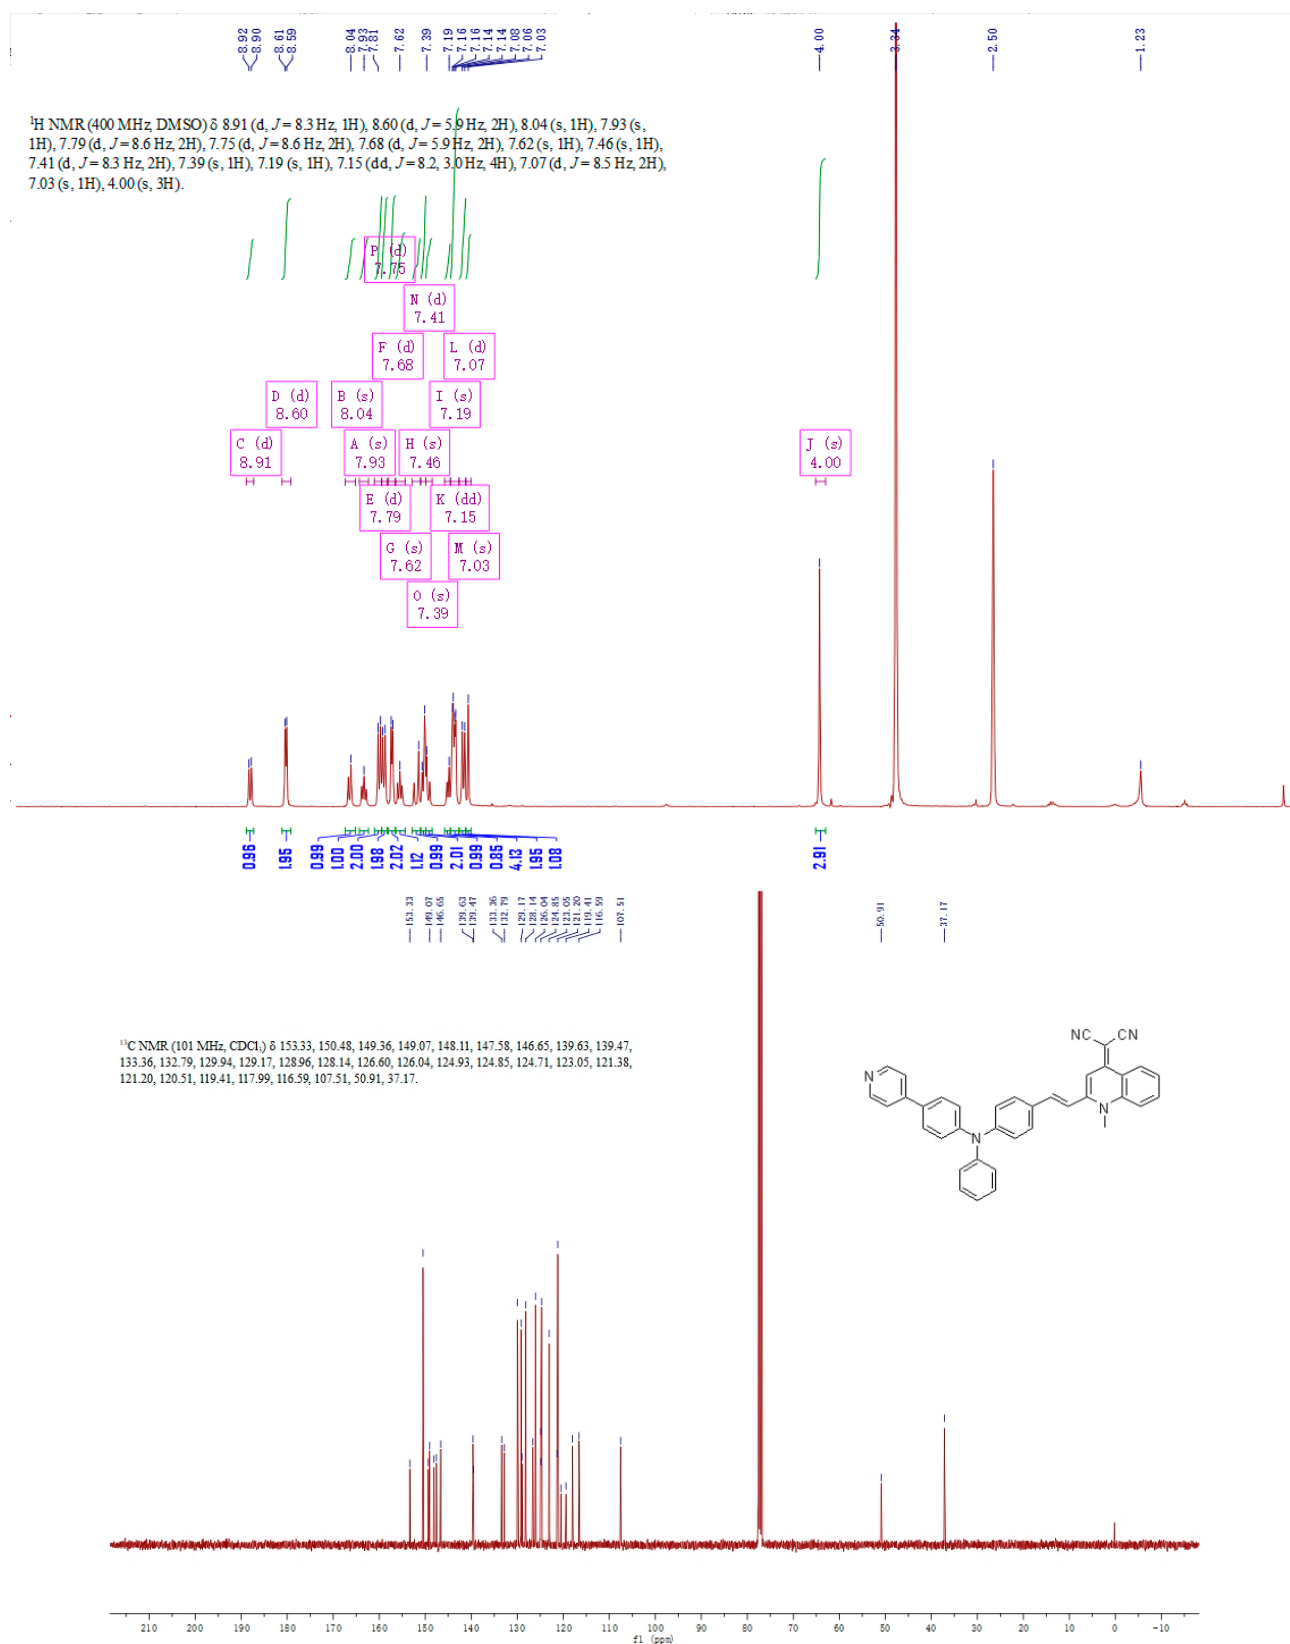 8.92
8.90
8.61
8.59
8.04
7.93
7.81
7.62
7.39
7.19
7.16
7.16
7.14
7.14
7.08
7.06
7.03
4.00
3.34
2.50
1.23
¹H NMR (400 MHz, DMSO) δ 8.91 (d, J = 8.3 Hz, 1H), 8.60 (d, J = 5.9 Hz, 2H), 8.04 (s, 1H), 7.93 (s,
1H), 7.79 (d, J = 8.6 Hz, 2H), 7.75 (d, J = 8.6 Hz, 2H), 7.68 (d, J = 5.9 Hz, 2H), 7.62 (s, 1H), 7.46 (s, 1H),
7.41 (d, J = 8.3 Hz, 2H), 7.39 (s, 1H), 7.19 (s, 1H), 7.15 (dd, J = 8.2, 3.0 Hz, 4H), 7.07 (d, J = 8.5 Hz, 2H),
7.03 (s, 1H), 4.00 (s, 3H).
P (d)
7.75
N (d)
7.41
F (d)
7.68
L (d)
7.07
D (d)
8.60
B (s)
8.04
I (s)
7.19
C (d)
8.91
A (s)
7.93
H (s)
7.46
J (s)
4.00
E (d)
7.79
K (dd)
7.15
G (s)
7.62
M (s)
7.03
O (s)
7.39
0.96
1.95
0.99
1.00
2.00
1.98
2.02
1.12
0.99
2.01
0.99
0.85
4.13
1.95
1.08
2.91
153.33
149.07
146.65
139.63
139.47
133.36
132.79
129.17
128.14
126.04
124.85
123.05
121.20
119.41
116.59
107.51
50.91
37.17
¹³C NMR (101 MHz, CDCl₃) δ 153.33, 150.48, 149.36, 149.07, 148.11, 147.58, 146.65, 139.63, 139.47,
133.36, 132.79, 129.94, 129.17, 128.96, 128.14, 126.60, 126.04, 124.93, 124.85, 124.71, 123.05, 121.38,
121.20, 120.51, 119.41, 117.99, 116.59, 107.51, 50.91, 37.17.
NC CN
N
N
N
210 200 190 180 170 160 150 140 130 120 110 100 90 80 70 60 50 40 30 20 10 0 -10
f1 (ppm)